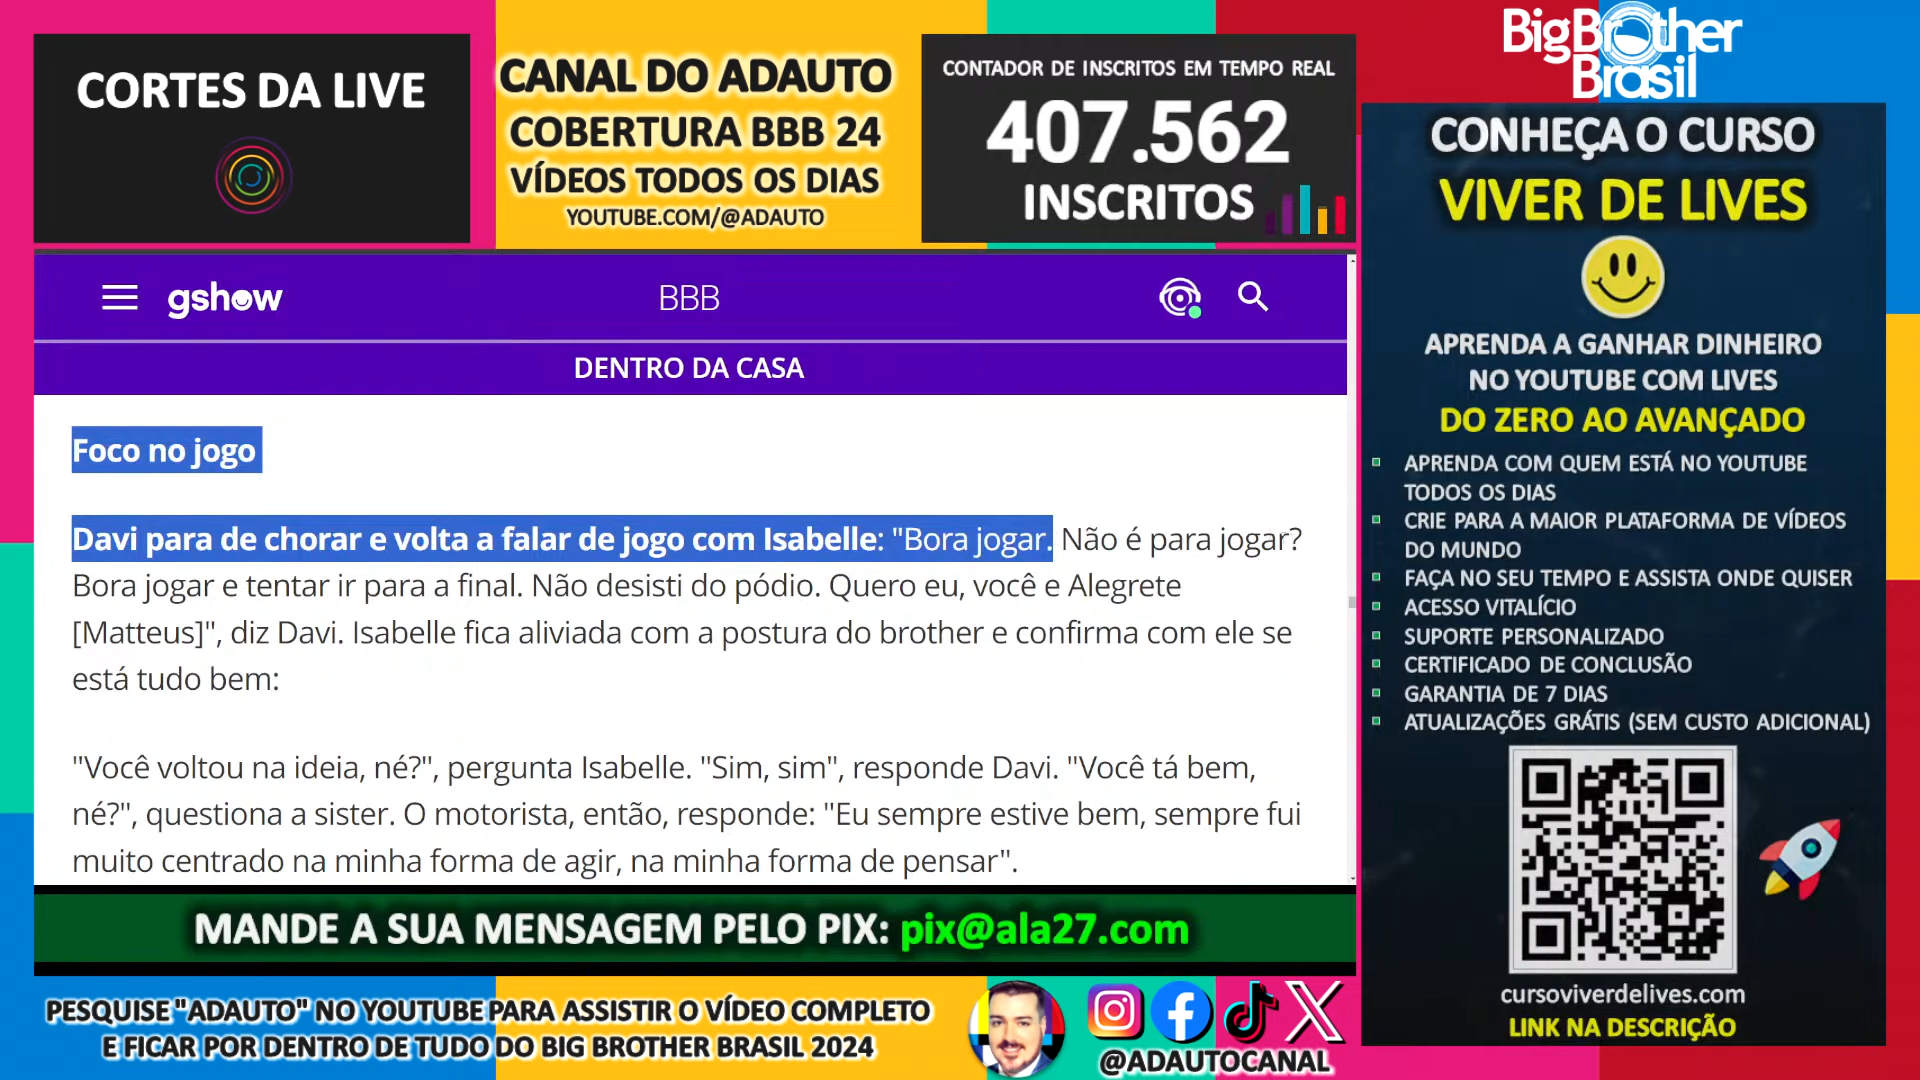 CORTES DA LIVE
CANAL DO ADAUTO
COBERTURA BBB 24
VÍDEOS TODOS OS DIAS
YOUTUBE.COM/@ADAUTO
CONTADOR DE INSCRITOS EM TEMPO REAL
407.562
INSCRITOS
BigBrother
Brasil
gshow
BBB
DENTRO DA CASA
Foco no jogo
Davi para de chorar e volta a falar de jogo com Isabelle: "Bora jogar. Não é para jogar?
Bora jogar e tentar ir para a final. Não desisti do pódio. Quero eu, você e Alegrete
[Matteus]", diz Davi. Isabelle fica aliviada com a postura do brother e confirma com ele se
está tudo bem:
"Você voltou na ideia, né?", pergunta Isabelle. "Sim, sim", responde Davi. "Você tá bem,
né?", questiona a sister. O motorista, então, responde: "Eu sempre estive bem, sempre fui
muito centrado na minha forma de agir, na minha forma de pensar".
MANDE A SUA MENSAGEM PELO PIX: pix@ala27.com
PESQUISE "ADAUTO" NO YOUTUBE PARA ASSISTIR O VÍDEO COMPLETO
E FICAR POR DENTRO DE TUDO DO BIG BROTHER BRASIL 2024
@ADAUTOCANAL
CONHEÇA O CURSO
VIVER DE LIVES
APRENDA A GANHAR DINHEIRO
NO YOUTUBE COM LIVES
DO ZERO AO AVANÇADO
APRENDA COM QUEM ESTÁ NO YOUTUBE
TODOS OS DIAS
CRIE PARA A MAIOR PLATAFORMA DE VÍDEOS
DO MUNDO
FAÇA NO SEU TEMPO E ASSISTA ONDE QUISER
ACESSO VITALÍCIO
SUPORTE PERSONALIZADO
CERTIFICADO DE CONCLUSÃO
GARANTIA DE 7 DIAS
ATUALIZAÇÕES GRÁTIS (SEM CUSTO ADICIONAL)
cursoviverdelives.com
LINK NA DESCRIÇÃO